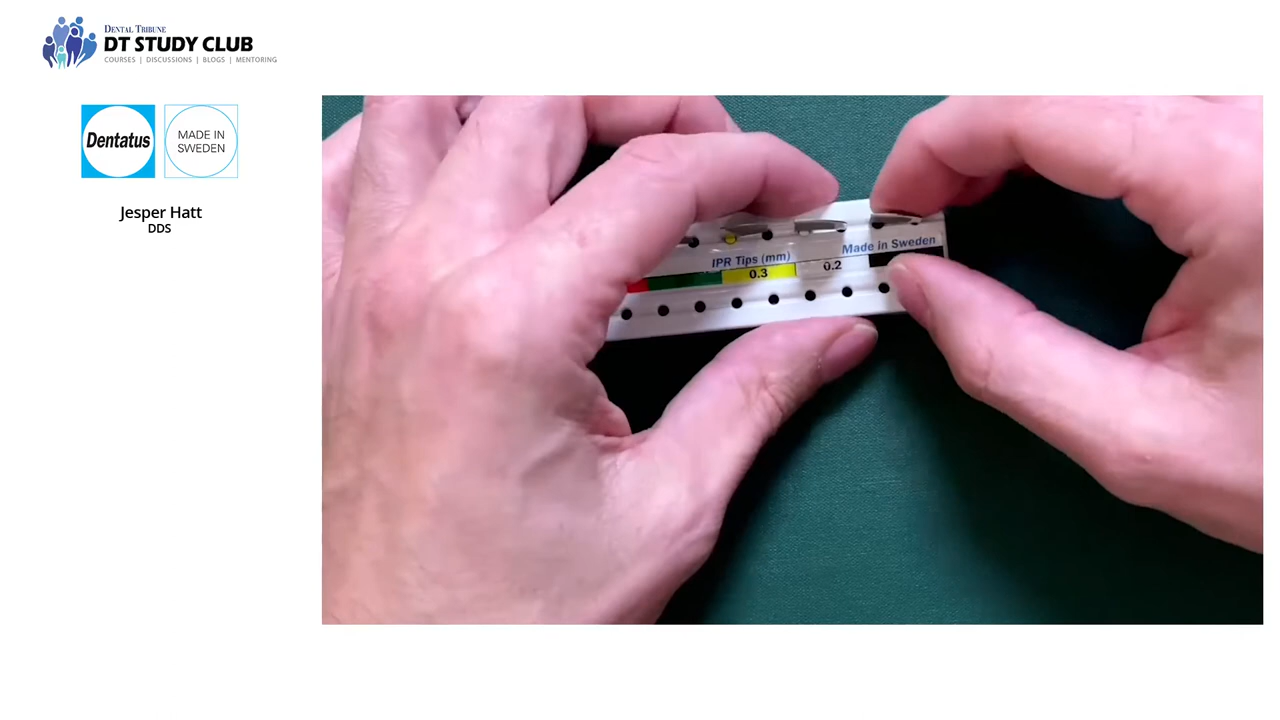 DENTAL TRIBUNE
DT STUDY CLUB
COURSES | DISCUSSIONS | BLOGS | MENTORING
Dentatus
MADE IN
SWEDEN
Jesper Hatt
DDS
Made in Sweden
IPR Tips (mm)
0.3
0.2